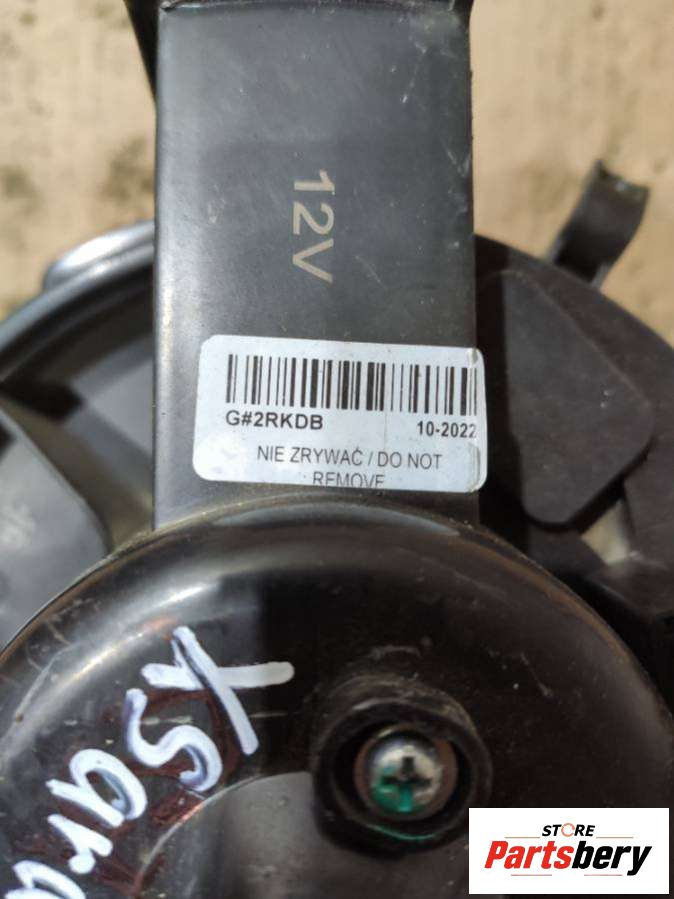 12V
G#2RKDB 10-2022
NIE ZRYWAĆ / DO NOT
REMOVE
STORE
Partsbery